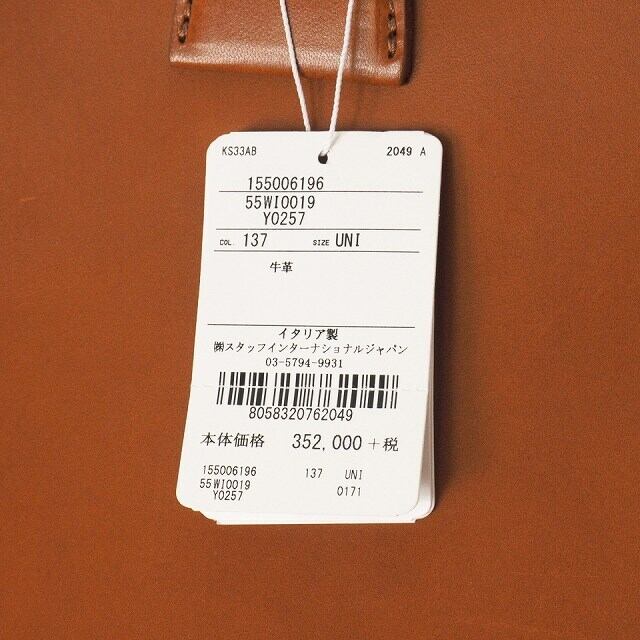 KS33AB 2049 A
155006196
55WI0019
Y0257
COL. 137 SIZE UNI
牛革
イタリア製
㈱スタッフインターナショナルジャパン
03-5794-9931
8058320762049
本体価格 352,000 +税
155006196 137 UNI
55WI0019
Y0257 0171